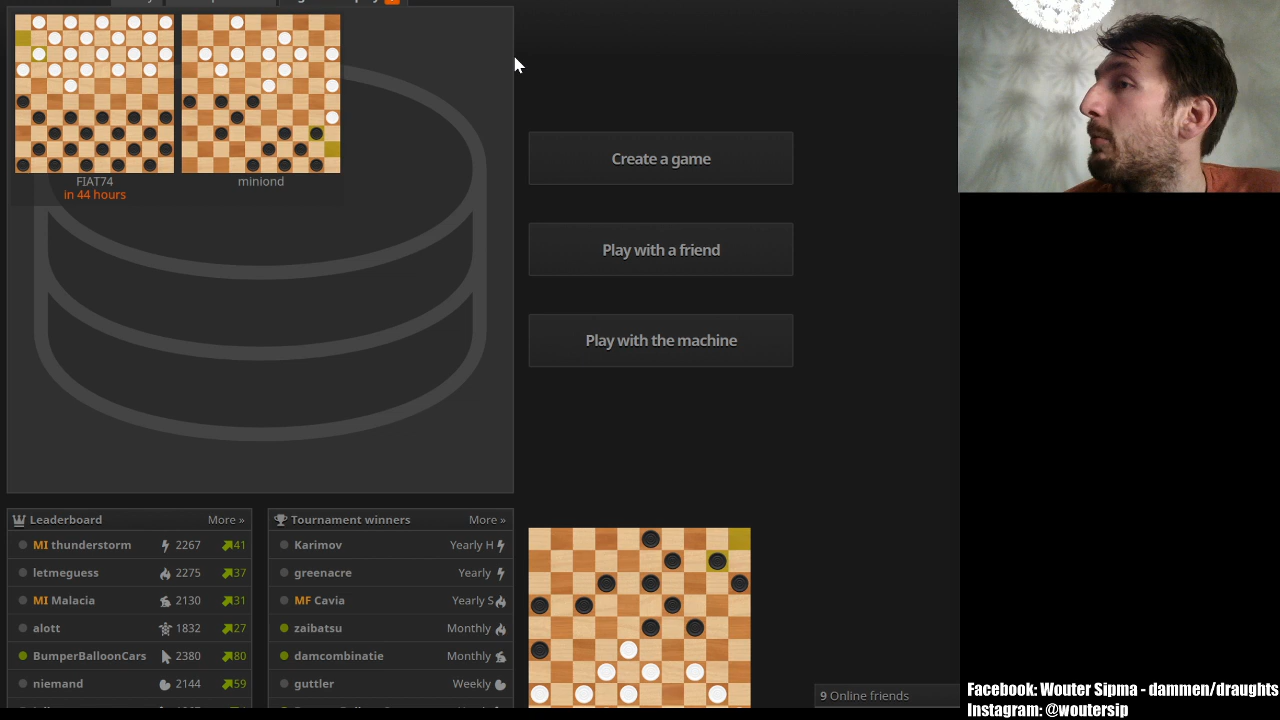 FIAT74
in 44 hours
miniond
Create a game
Play with a friend
Play with the machine
Leaderboard More »
MI thunderstorm 2267 41
letmeguess 2275 37
MI Malacia 2130 31
alott 1832 27
BumperBalloonCars 2380 80
niemand 2144 59
Tournament winners More »
Karimov Yearly H
greenacre Yearly
MF Cavia Yearly S
zaibatsu Monthly
damcombinatie Monthly
guttler Weekly
9 Online friends
Facebook: Wouter Sipma - dammen/draughts
Instagram: @woutersip